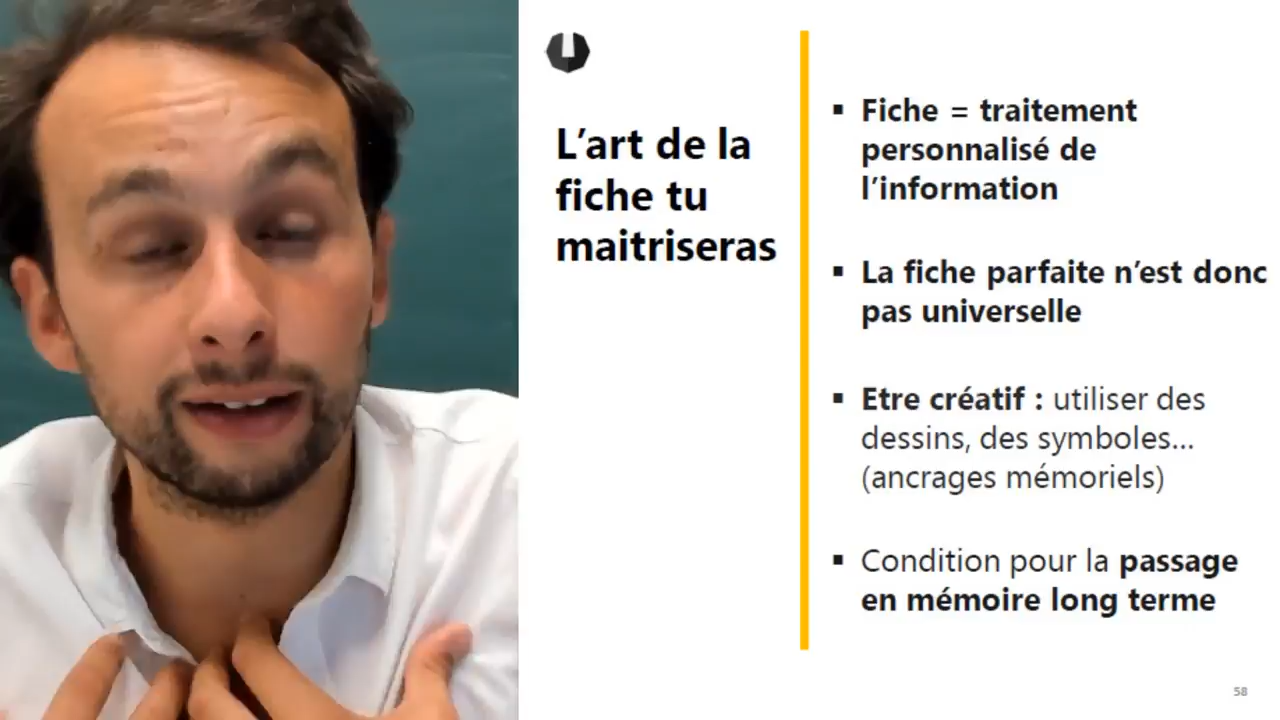 L’art de la
fiche tu
maitriseras
▪ Fiche = traitement
personnalisé de
l’information
▪ La fiche parfaite n’est donc
pas universelle
▪ Etre créatif : utiliser des
dessins, des symboles…
(ancrages mémoriels)
▪ Condition pour la passage
en mémoire long terme
58